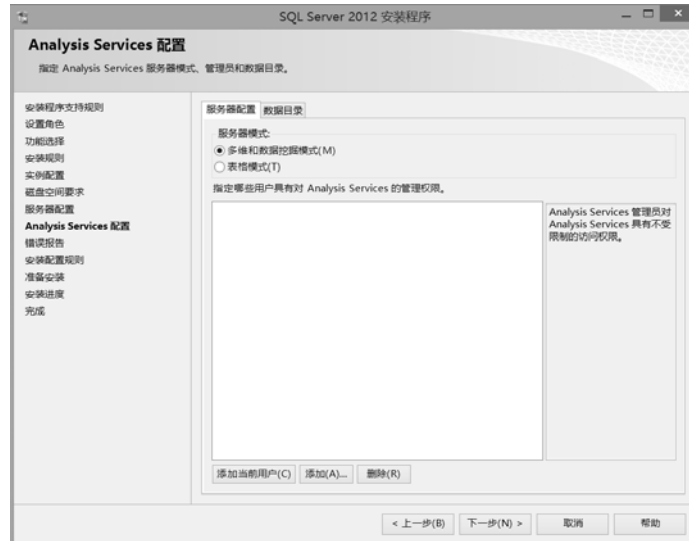 SQL Server 2012 安装程序
Analysis Services 配置
指定 Analysis Services 服务器模式、管理员和数据目录。
安装程序支持规则
设置角色
功能选择
安装规则
实例配置
磁盘空间要求
服务器配置
Analysis Services 配置
错误报告
安装配置规则
准备安装
安装进度
完成
服务器配置 数据目录
服务器模式:
多维和数据挖掘模式(M)
表格模式(T)
指定哪些用户具有对 Analysis Services 的管理权限。
Analysis Services 管理员对
Analysis Services 具有不受
限制的访问权限。
添加当前用户(C) 添加(A)... 删除(R)
< 上一步(B) 下一步(N) > 取消 帮助